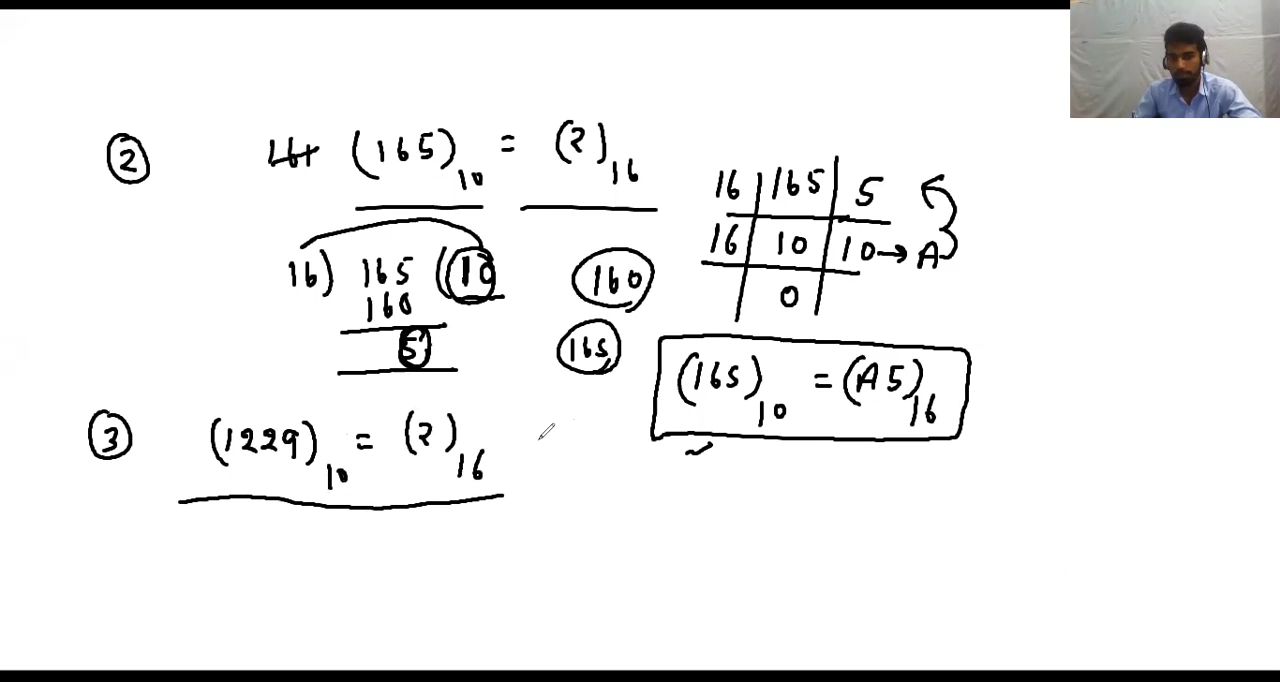 ② (165)₁₀ = (?)₁₆
16) 165 (10
160
5
160
165
16 | 165 | 5
16 | 10 | 10 → A
0
(165)₁₀ = (A5)₁₆
③ (1229)₁₀ = (?)₁₆